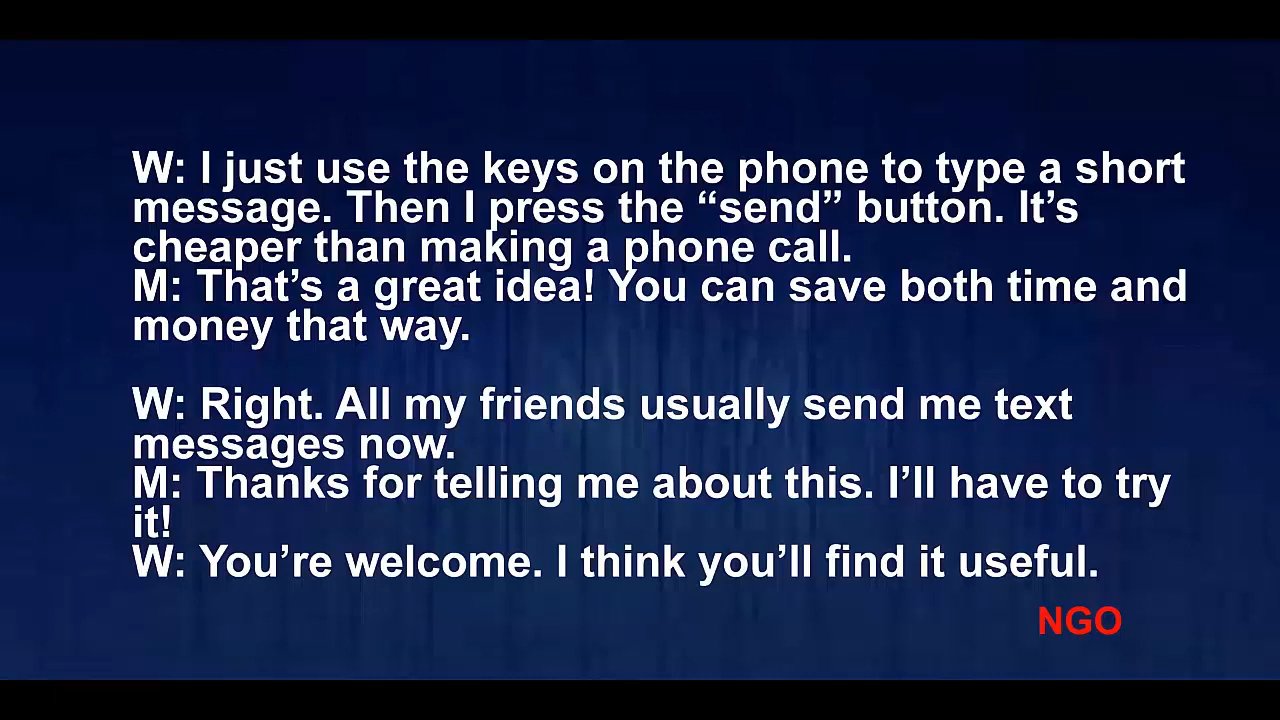 W: I just use the keys on the phone to type a short
message. Then I press the “send” button. It’s
cheaper than making a phone call.
M: That’s a great idea! You can save both time and
money that way.
W: Right. All my friends usually send me text
messages now.
M: Thanks for telling me about this. I’ll have to try
it!
W: You’re welcome. I think you’ll find it useful.
NGO